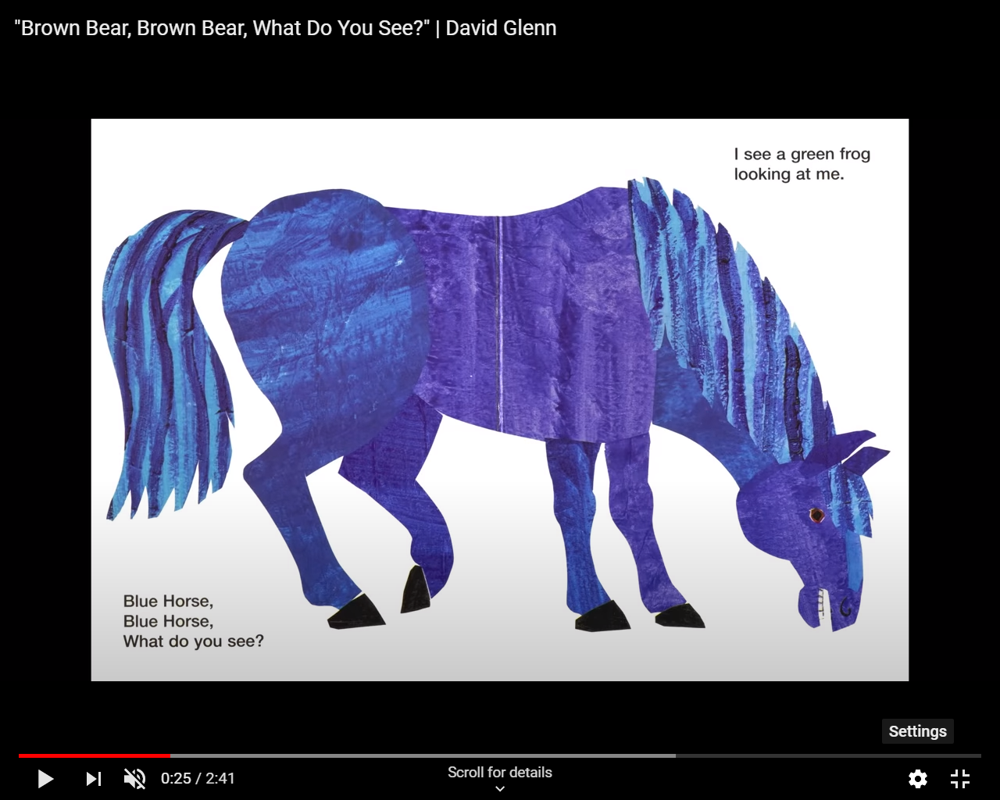 "Brown Bear, Brown Bear, What Do You See?" | David Glenn
I see a green frog
looking at me.
Blue Horse,
Blue Horse,
What do you see?
Settings
0:25 / 2:41
Scroll for details